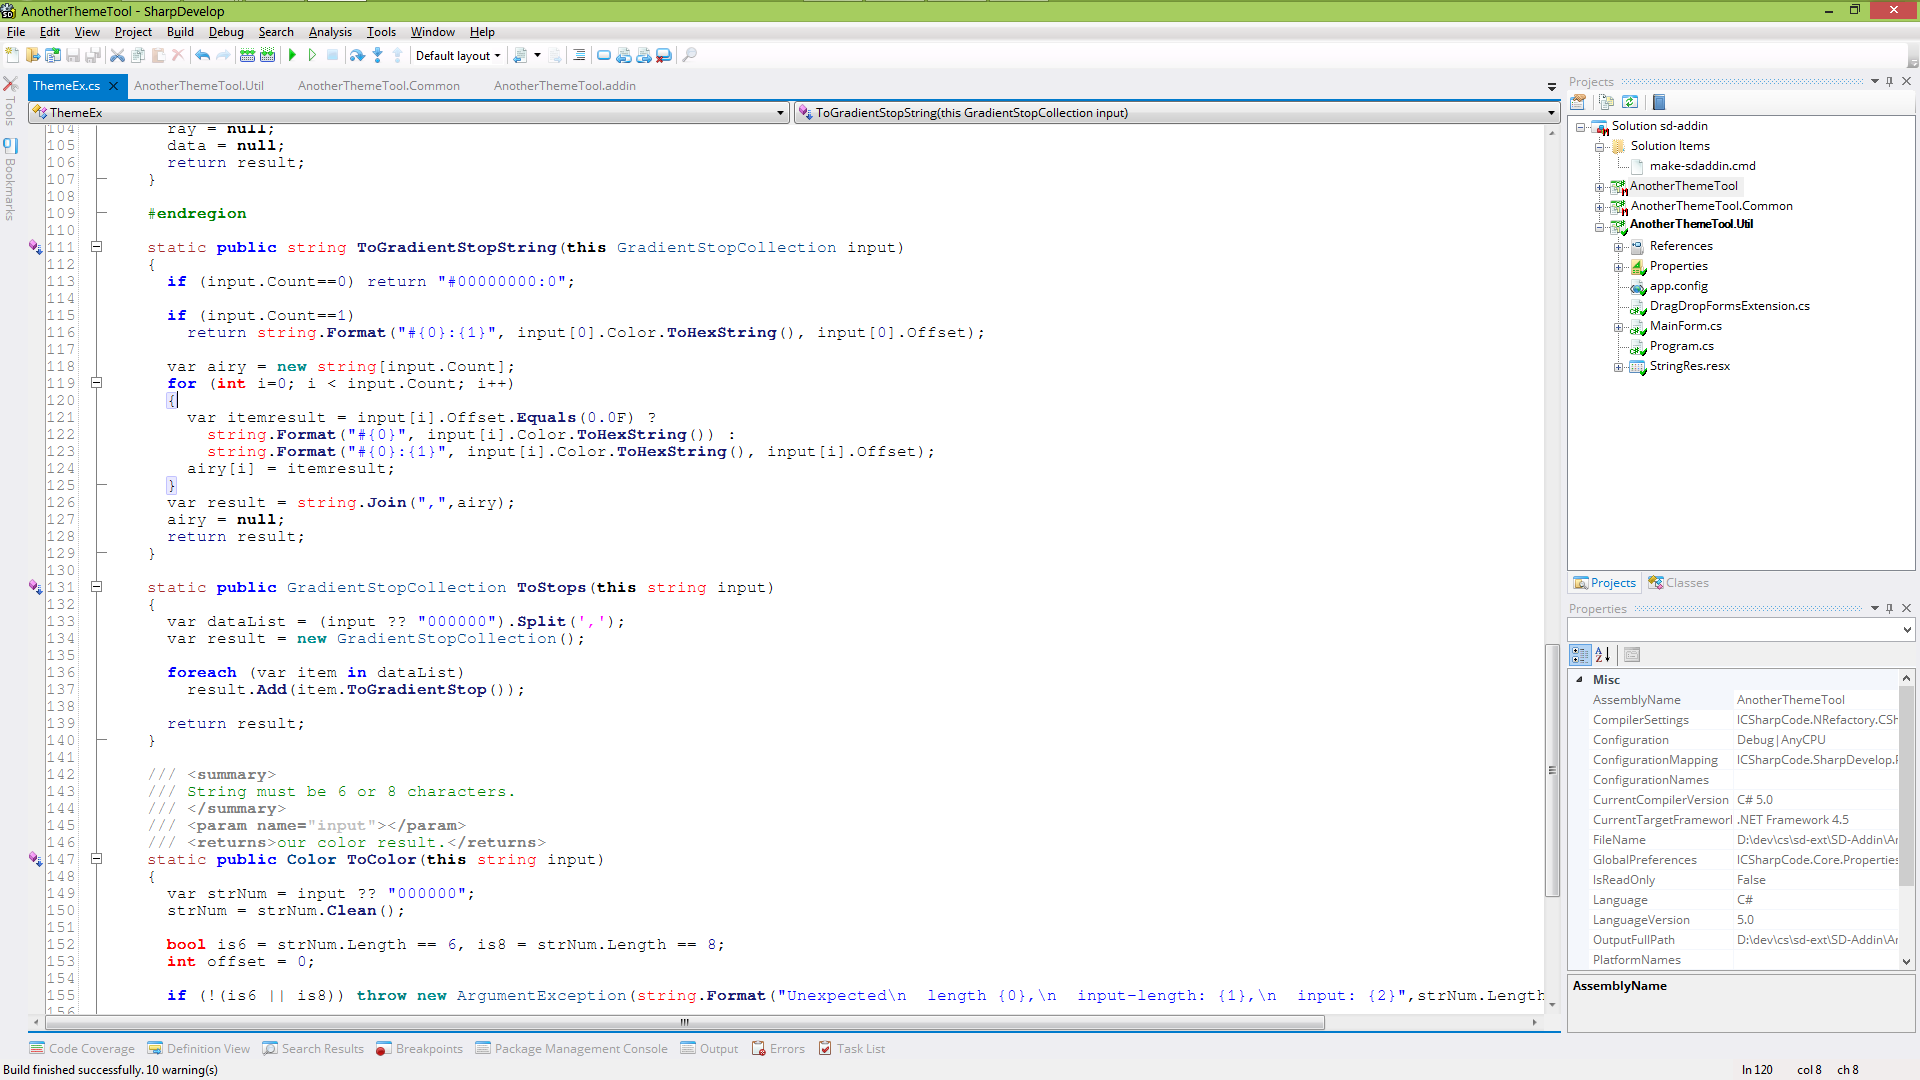 AnotherThemeTool - SharpDevelop
File Edit View Project Build Debug Search Analysis Tools Window Help
Default layout
ThemeEx.cs AnotherThemeTool.Util AnotherThemeTool.Common AnotherThemeTool.addin
ThemeEx ToGradientStopString(this GradientStopCollection input)
Tools
Bookmarks
104 ray = null;
105 data = null;
106 return result;
107 }
108
109 #endregion
110
111 static public string ToGradientStopString(this GradientStopCollection input)
112 {
113 if (input.Count==0) return "#00000000:0";
114
115 if (input.Count==1)
116 return string.Format("#{0}:{1}", input[0].Color.ToHexString(), input[0].Offset);
117
118 var airy = new string[input.Count];
119 for (int i=0; i < input.Count; i++)
120 {
121 var itemresult = input[i].Offset.Equals(0.0F) ?
122 string.Format("#{0}", input[i].Color.ToHexString()) :
123 string.Format("#{0}:{1}", input[i].Color.ToHexString(), input[i].Offset);
124 airy[i] = itemresult;
125 }
126 var result = string.Join(",",airy);
127 airy = null;
128 return result;
129 }
130
131 static public GradientStopCollection ToStops(this string input)
132 {
133 var dataList = (input ?? "000000").Split(',');
134 var result = new GradientStopCollection();
135
136 foreach (var item in dataList)
137 result.Add(item.ToGradientStop());
138
139 return result;
140 }
141
142 /// <summary>
143 /// String must be 6 or 8 characters.
144 /// </summary>
145 /// <param name="input"></param>
146 /// <returns>our color result.</returns>
147 static public Color ToColor(this string input)
148 {
149 var strNum = input ?? "000000";
150 strNum = strNum.Clean();
151
152 bool is6 = strNum.Length == 6, is8 = strNum.Length == 8;
153 int offset = 0;
154
155 if (!(is6 || is8)) throw new ArgumentException(string.Format("Unexpected\n length {0},\n input-length: {1},\n input: {2}",strNum.Length
156
Projects
Solution sd-addin
Solution Items
make-sdaddin.cmd
AnotherThemeTool
AnotherThemeTool.Common
AnotherThemeTool.Util
References
Properties
app.config
DragDropFormsExtension.cs
MainForm.cs
Program.cs
StringRes.resx
Projects Classes
Properties
Misc
AssemblyName AnotherThemeTool
CompilerSettings ICSharpCode.NRefactory.CSh
Configuration Debug|AnyCPU
ConfigurationMapping ICSharpCode.SharpDevelop.P
ConfigurationNames
CurrentCompilerVersion C# 5.0
CurrentTargetFramework .NET Framework 4.5
FileName D:\dev\cs\sd-ext\SD-Addin\An
GlobalPreferences ICSharpCode.Core.Properties
IsReadOnly False
Language C#
LanguageVersion 5.0
OutputFullPath D:\dev\cs\sd-ext\SD-Addin\An
PlatformNames
AssemblyName
Code Coverage Definition View Search Results Breakpoints Package Management Console Output Errors Task List
Build finished successfully. 10 warning(s) ln 120 col 8 ch 8